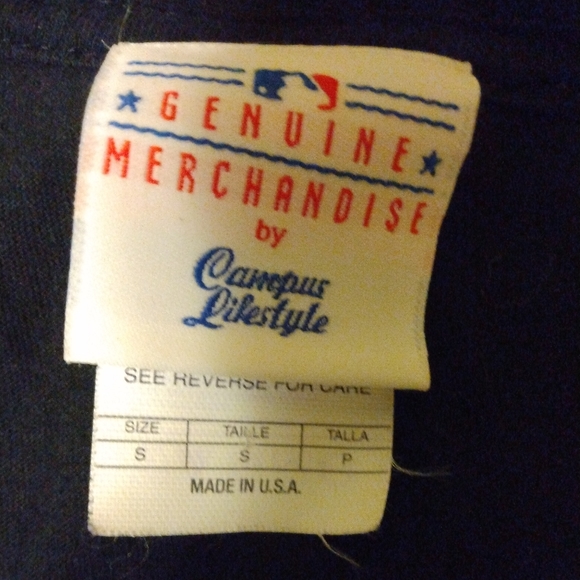 GENUINE
MERCHANDISE
by
Campus
Lifestyle
SEE REVERSE FOR CARE
SIZE TAILLE TALLA
S S P
MADE IN U.S.A.